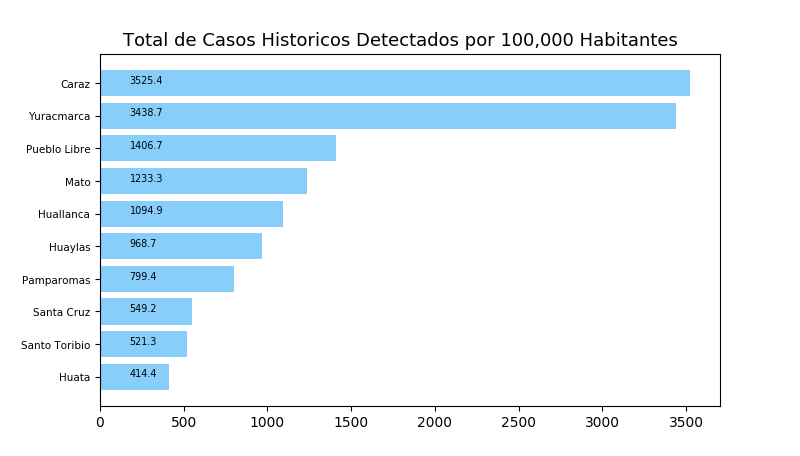 Total de Casos Historicos Detectados por 100,000 Habitantes
Caraz 3525.4
Yuracmarca 3438.7
Pueblo Libre 1406.7
Mato 1233.3
Huallanca 1094.9
Huaylas 968.7
Pamparomas 799.4
Santa Cruz 549.2
Santo Toribio 521.3
Huata 414.4
0 500 1000 1500 2000 2500 3000 3500